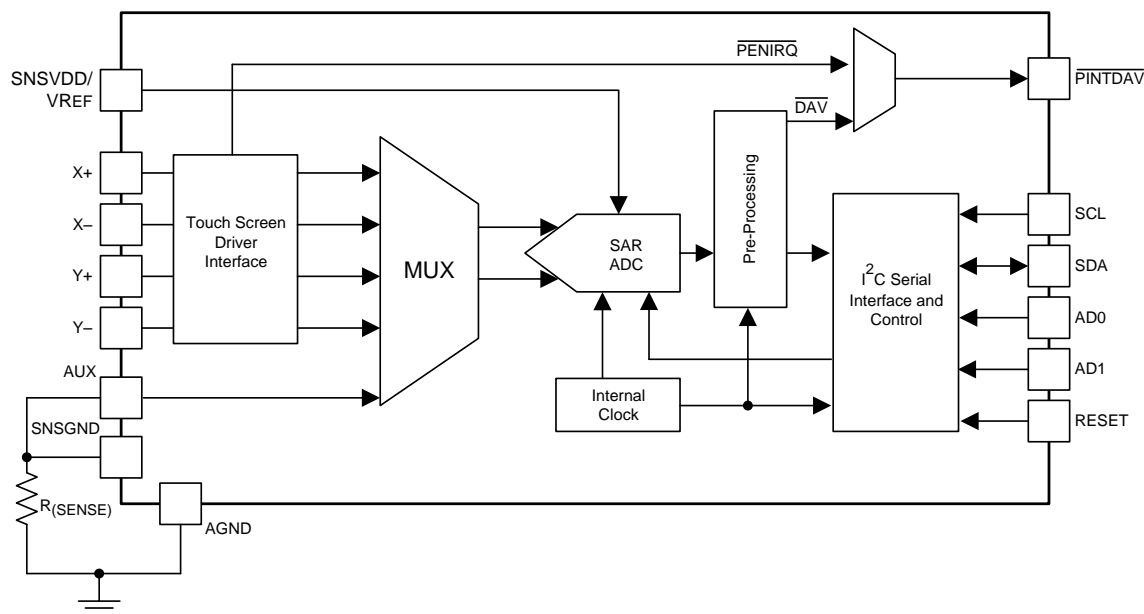 SNSVDD/
VREF
X+
X–
Y+
Y–
AUX
SNSGND
R(SENSE)
AGND
Touch Screen
Driver
Interface
MUX
SAR
ADC
Internal
Clock
Pre-Processing
PENIRQ
DAV
I2C Serial
Interface and
Control
PINTDAV
SCL
SDA
AD0
AD1
RESET